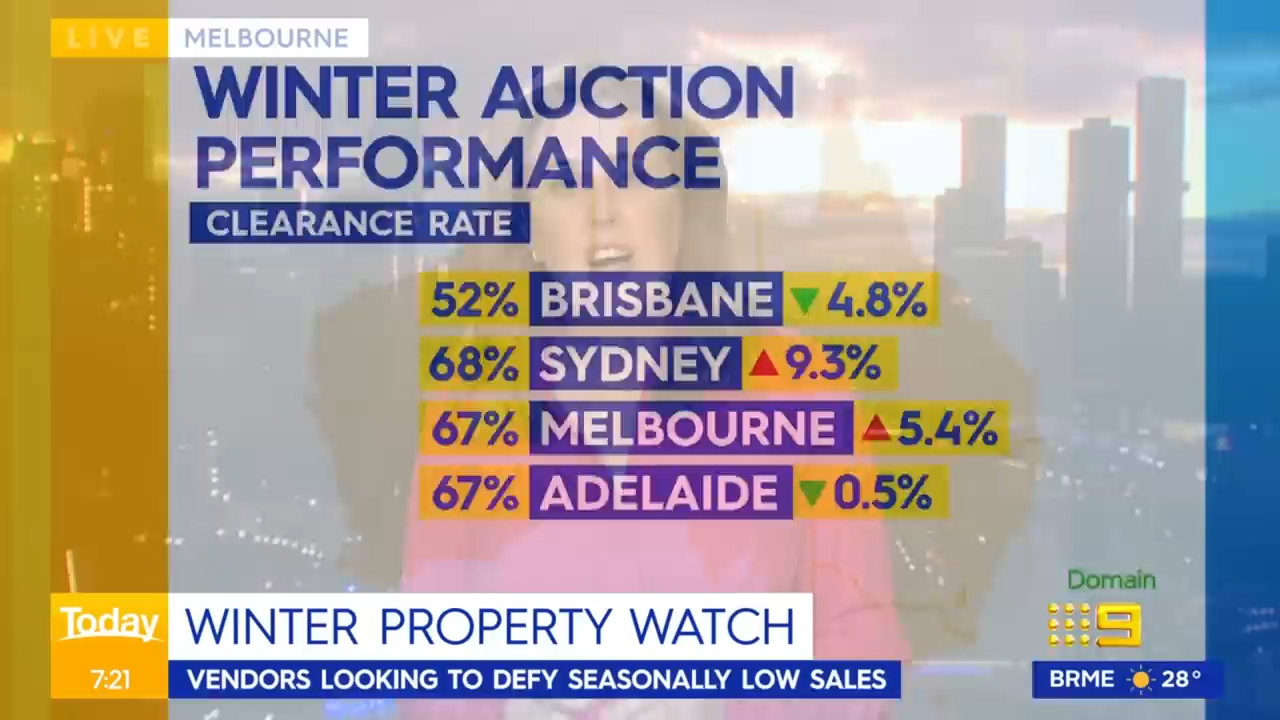 LIVE MELBOURNE
WINTER AUCTION
PERFORMANCE
CLEARANCE RATE
52% BRISBANE ▼ 4.8%
68% SYDNEY ▲ 9.3%
67% MELBOURNE ▲ 5.4%
67% ADELAIDE ▼ 0.5%
Domain
9
Today WINTER PROPERTY WATCH
7:21 VENDORS LOOKING TO DEFY SEASONALLY LOW SALES
BRME 28°